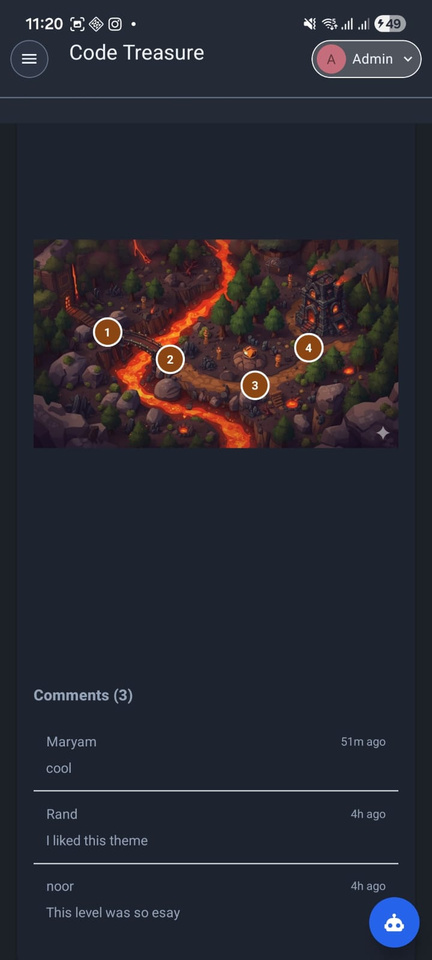 11:20
49
Code Treasure
A Admin
1
2
3
4
Comments (3)
Maryam 51m ago
cool
Rand 4h ago
I liked this theme
noor 4h ago
This level was so esay